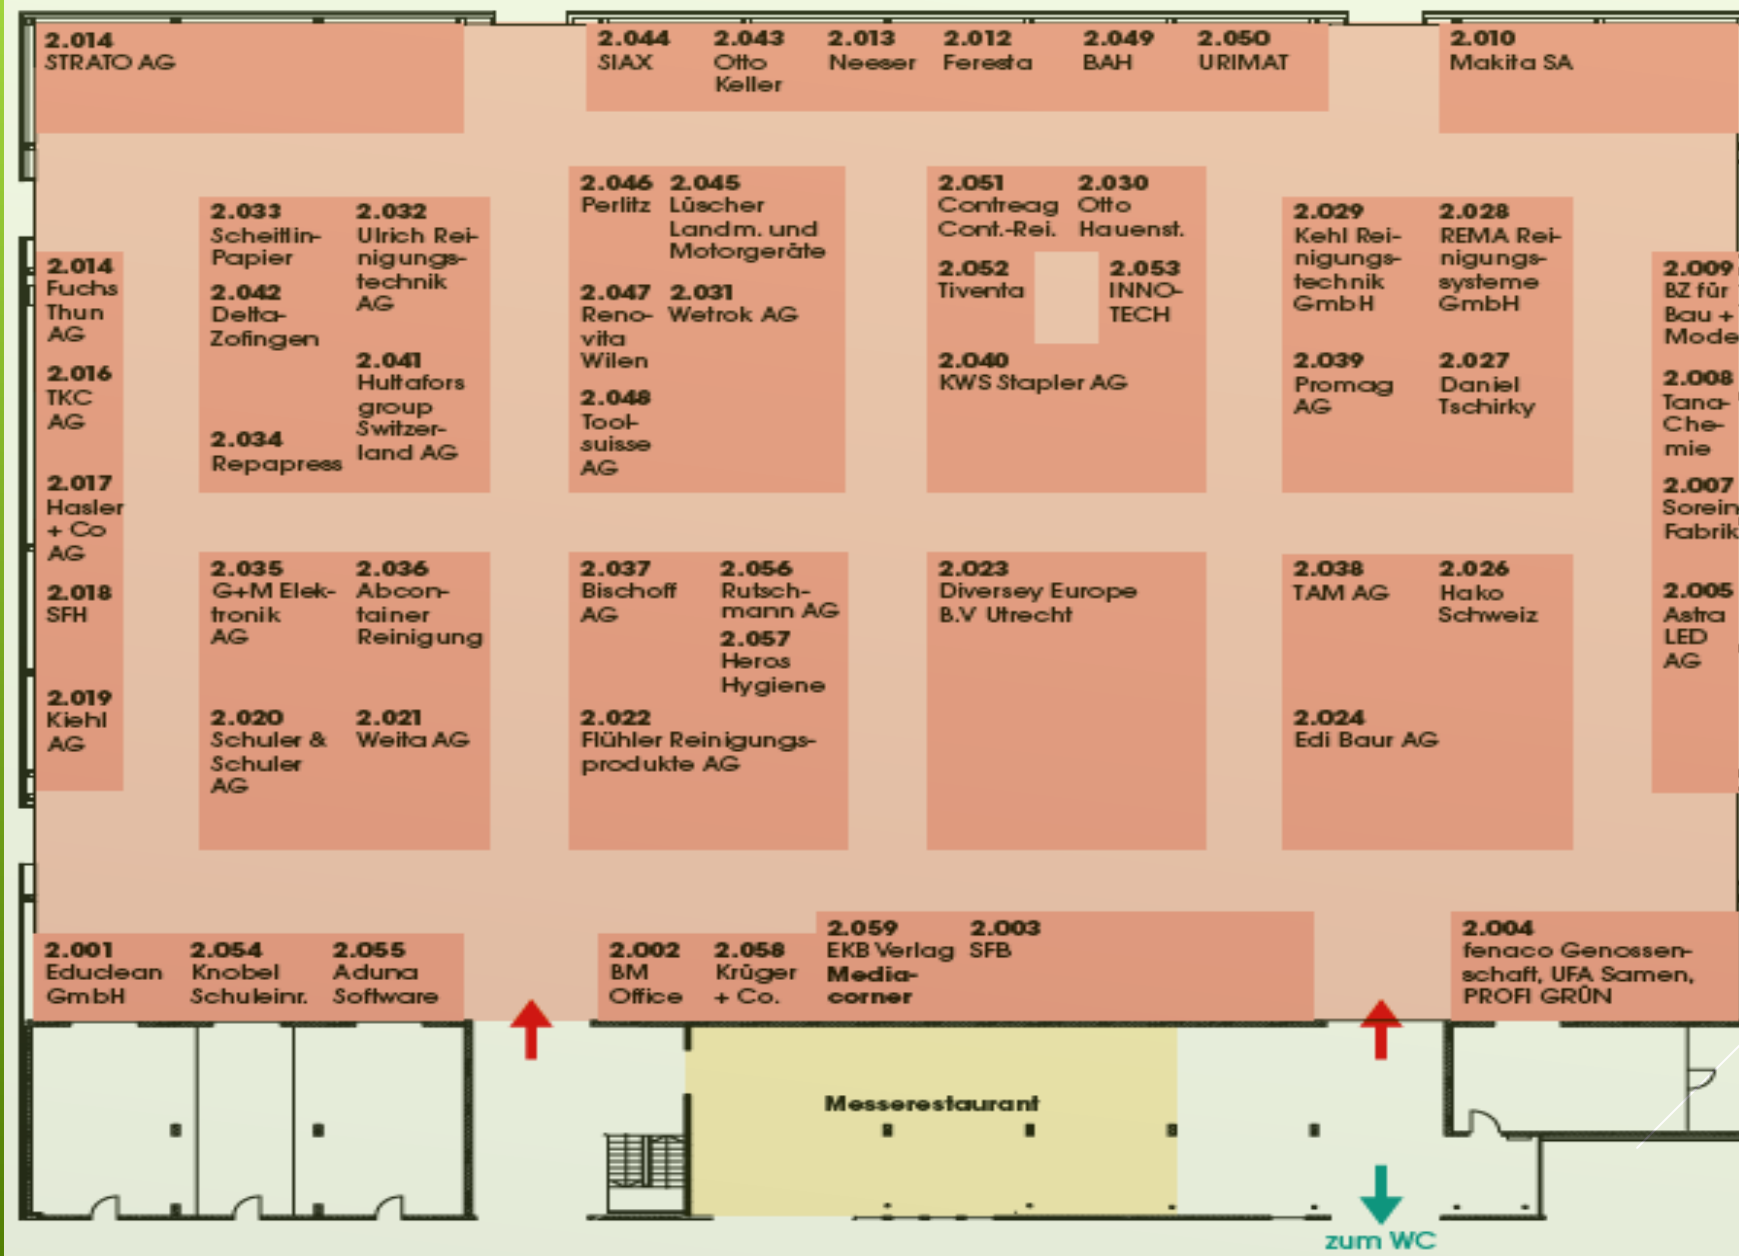 2.014
STRATO AG
2.044
SIAX
2.043
Otto
Keller
2.013
Neeser
2.012
Feresta
2.049
BAH
2.050
URIMAT
2.010
Makita SA
2.033
Scheitlin-
Papier
2.032
Ulrich Rei-
nigungs-
technik
AG
2.042
Delta-
Zofingen
2.041
Hultafors
group
Switzer-
land AG
2.034
Repapress
2.046
Perlitz
2.045
Lüscher
Landm. und
Motorgeräte
2.047
Reno-
vita
Wilen
2.031
Wetrok AG
2.048
Tool-
suisse
AG
2.051
Contreag
Cont.-Rei.
2.030
Otto
Hauenst.
2.052
Tiventa
2.053
INNO-
TECH
2.040
KWS Stapler AG
2.029
Kehl Rei-
nigungs-
technik
GmbH
2.028
REMA Rei-
nigungs-
systeme
GmbH
2.039
Promag
AG
2.027
Daniel
Tschirky
2.014
Fuchs
Thun
AG
2.016
TKC
AG
2.017
Hasler
+ Co
AG
2.018
SFH
2.019
Kiehl
AG
2.009
BZ für
Bau +
Mode
2.008
Tana-
Che-
mie
2.007
Sorein
Fabrik
2.005
Astra
LED
AG
2.035
G+M Elek-
tronik
AG
2.036
Abcon-
tainer
Reinigung
2.020
Schuler &
Schuler
AG
2.021
Weita AG
2.037
Bischoff
AG
2.056
Rutsch-
mann AG
2.057
Heros
Hygiene
2.022
Flühler Reinigungs-
produkte AG
2.023
Diversey Europe
B.V Utrecht
2.038
TAM AG
2.026
Hako
Schweiz
2.024
Edi Baur AG
2.001
Educlean
GmbH
2.054
Knobel
Schuleinr.
2.055
Aduna
Software
2.002
BM
Office
2.058
Krüger
+ Co.
2.059
EKB Verlag
Media-
corner
2.003
SFB
2.004
fenaco Genossen-
schaft, UFA Samen,
PROFI GRÜN
Messerestaurant
zum WC